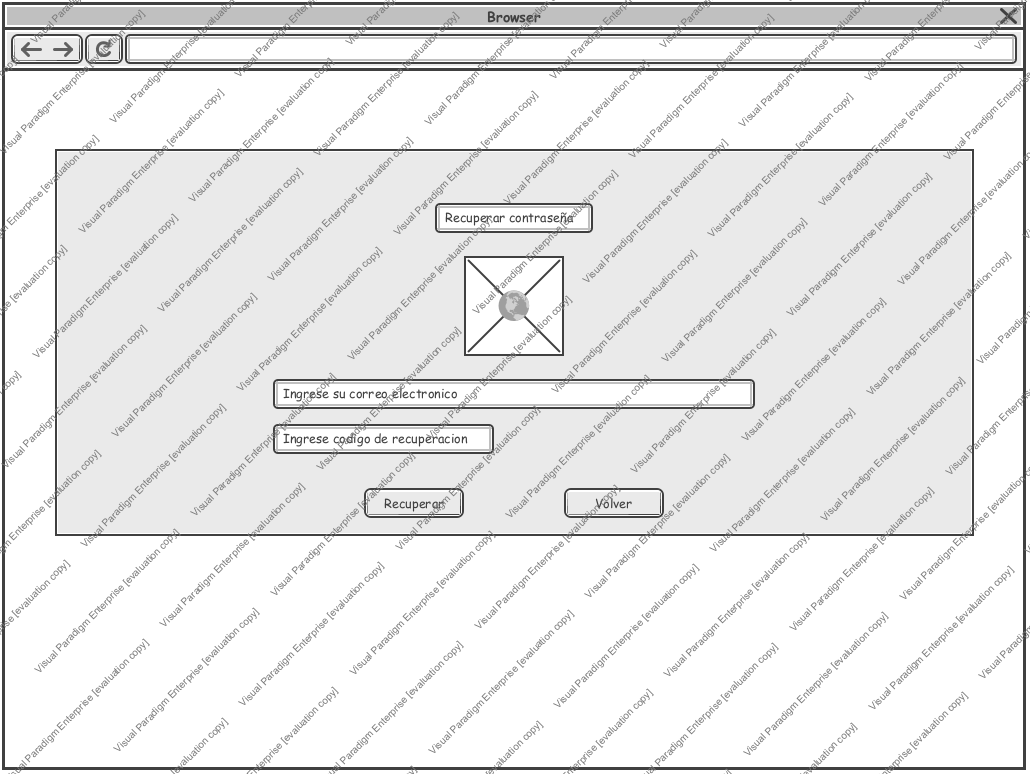 Browser
Recuperar contraseña
Ingrese su correo electronico
Ingrese codigo de recuperacion
Recuperar
Volver
Visual Paradigm Enterprise [evaluation copy]